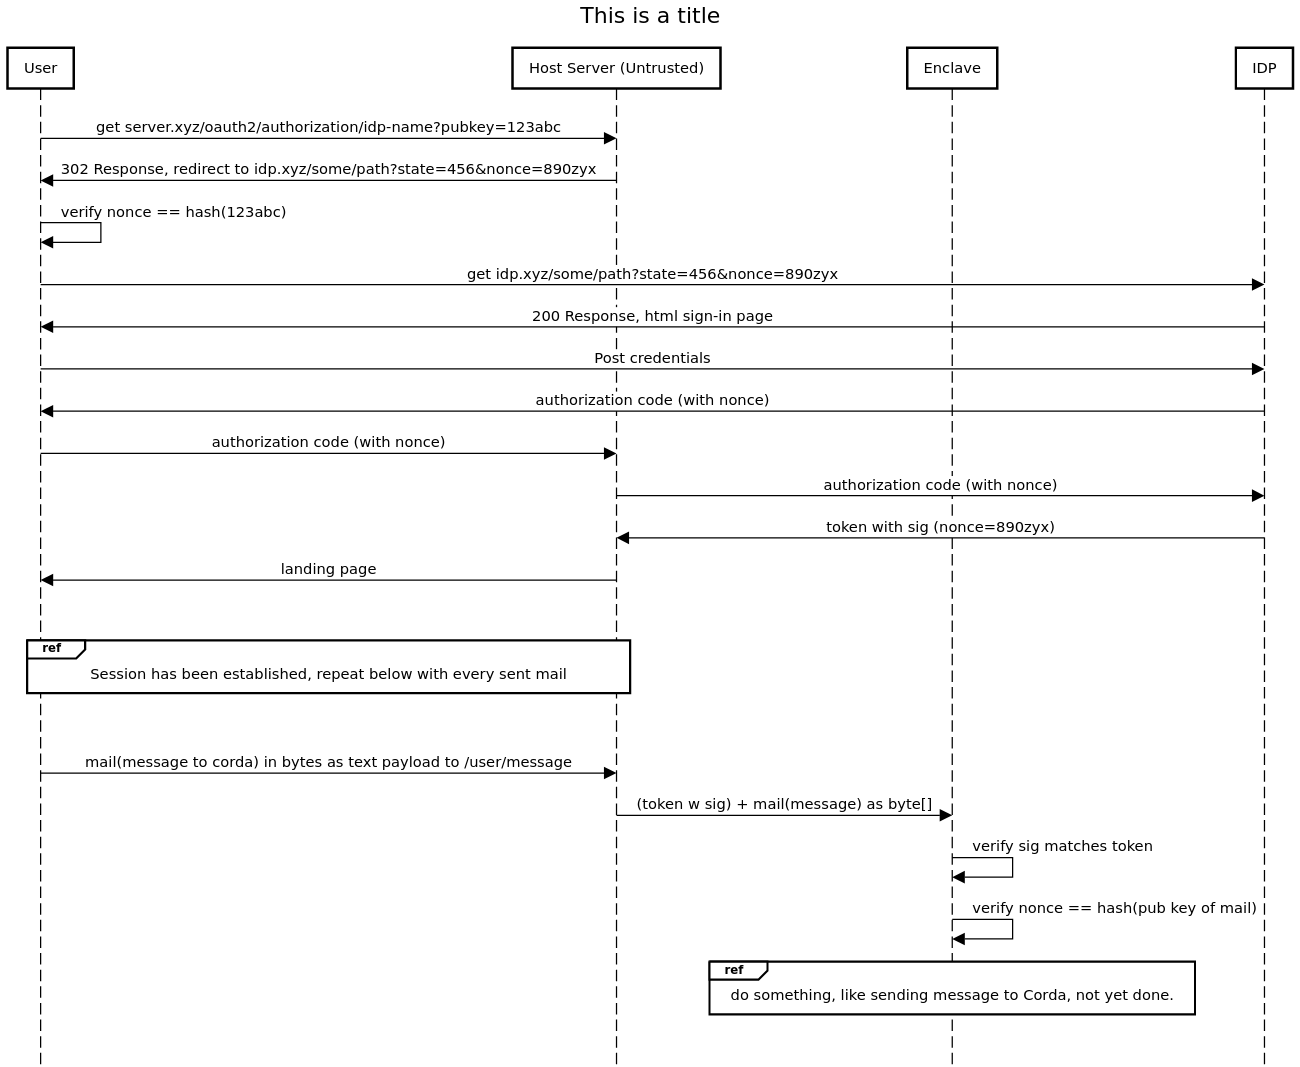 This is a title
User
Host Server (Untrusted)
Enclave
IDP
get server.xyz/oauth2/authorization/idp-name?pubkey=123abc
302 Response, redirect to idp.xyz/some/path?state=456&nonce=890zyx
verify nonce == hash(123abc)
get idp.xyz/some/path?state=456&nonce=890zyx
200 Response, html sign-in page
Post credentials
authorization code (with nonce)
authorization code (with nonce)
authorization code (with nonce)
token with sig (nonce=890zyx)
landing page
ref
Session has been established, repeat below with every sent mail
mail(message to corda) in bytes as text payload to /user/message
(token w sig) + mail(message) as byte[]
verify sig matches token
verify nonce == hash(pub key of mail)
ref
do something, like sending message to Corda, not yet done.